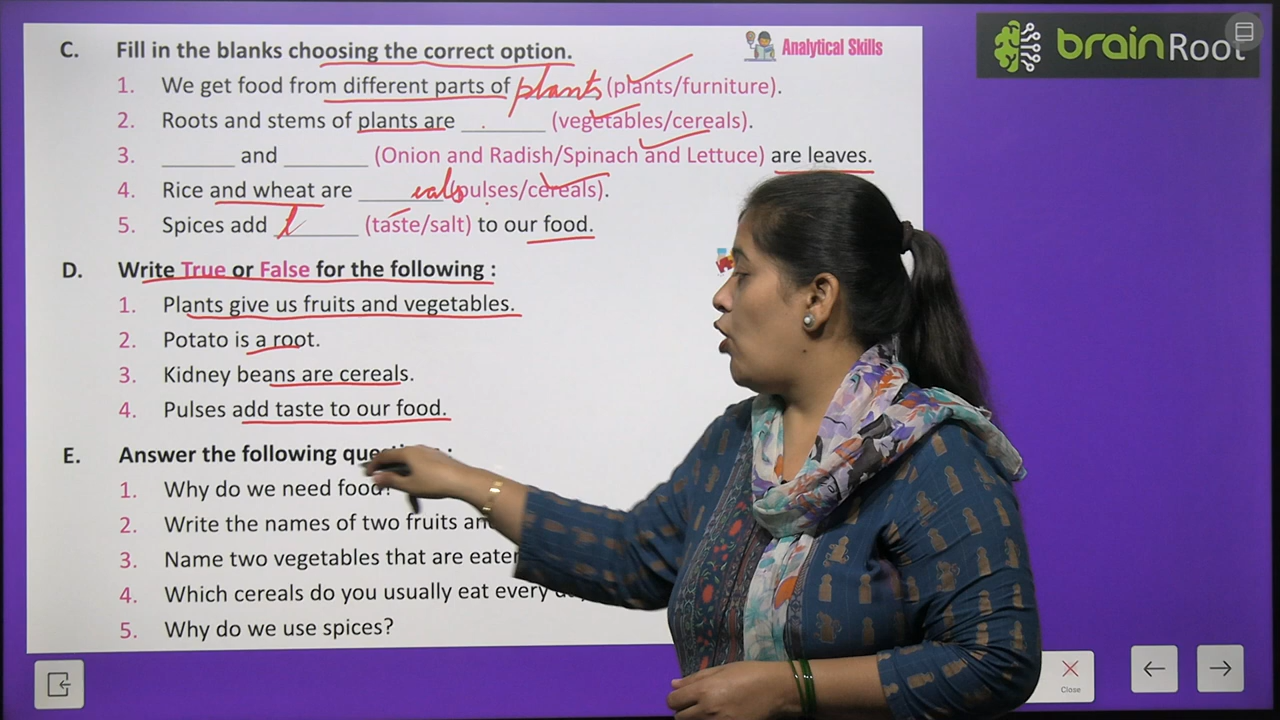 brainRoot
C. Fill in the blanks choosing the correct option.
Analytical Skills
1. We get food from different parts of plants (plants/furniture).
2. Roots and stems of plants are ________ (vegetables/cereals).
3. _______ and ________ (Onion and Radish/Spinach and Lettuce) are leaves.
4. Rice and wheat are ________ (pulses/cereals).
5. Spices add ________ (taste/salt) to our food.
D. Write True or False for the following :
1. Plants give us fruits and vegetables.
2. Potato is a root.
3. Kidney beans are cereals.
4. Pulses add taste to our food.
E. Answer the following
1. Why do we need food?
2. Write the names of two fruits
3. Name two vegetables that are
4. Which cereals do you usually eat every
5. Why do we use spices?
Close